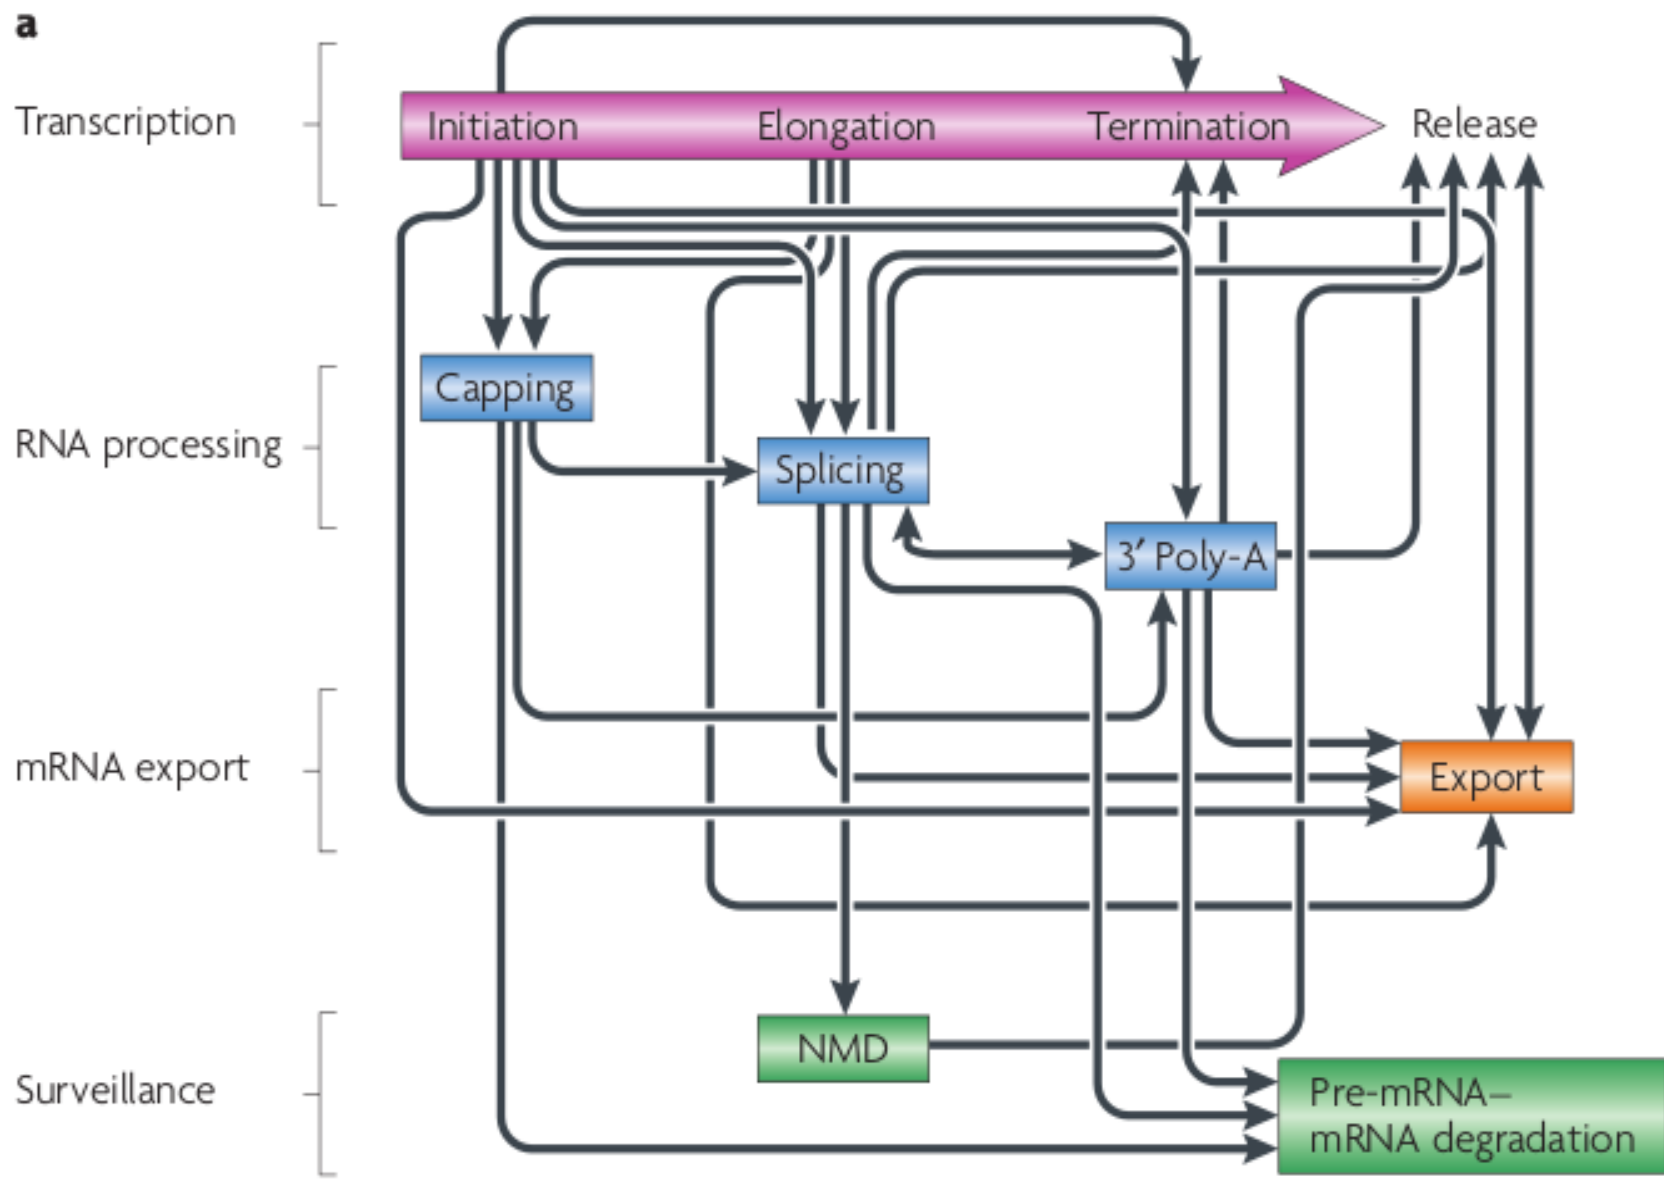 a
Transcription
Initiation
Elongation
Termination
Release
Capping
RNA processing
Splicing
3′ Poly-A
mRNA export
Export
NMD
Surveillance
Pre-mRNA–
mRNA degradation